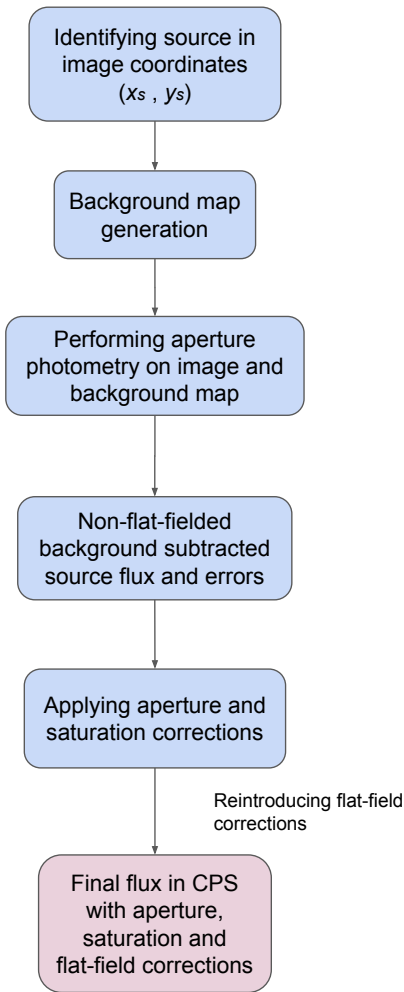 Identifying source in
image coordinates
(xs , ys)
Background map
generation
Performing aperture
photometry on image and
background map
Non-flat-fielded
background subtracted
source flux and errors
Applying aperture and
saturation corrections
Reintroducing flat-field
corrections
Final flux in CPS
with aperture,
saturation and
flat-field corrections